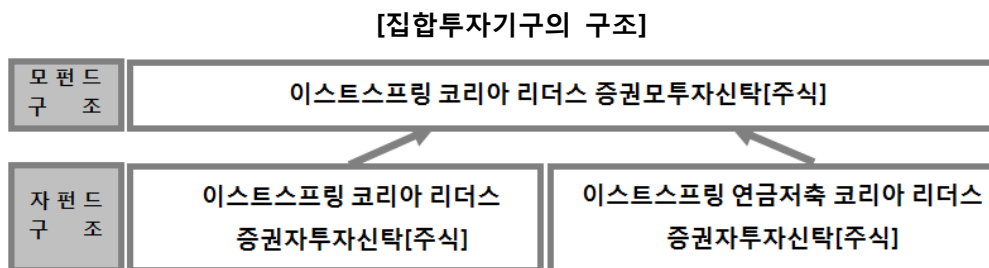 [집합투자기구의 구조]
모 펀 드
구 조
이스트스프링 코리아 리더스 증권모투자신탁[주식]
자 펀 드
구 조
이스트스프링 코리아 리더스
증권자투자신탁[주식]
이스트스프링 연금저축 코리아 리더스
증권자투자신탁[주식]